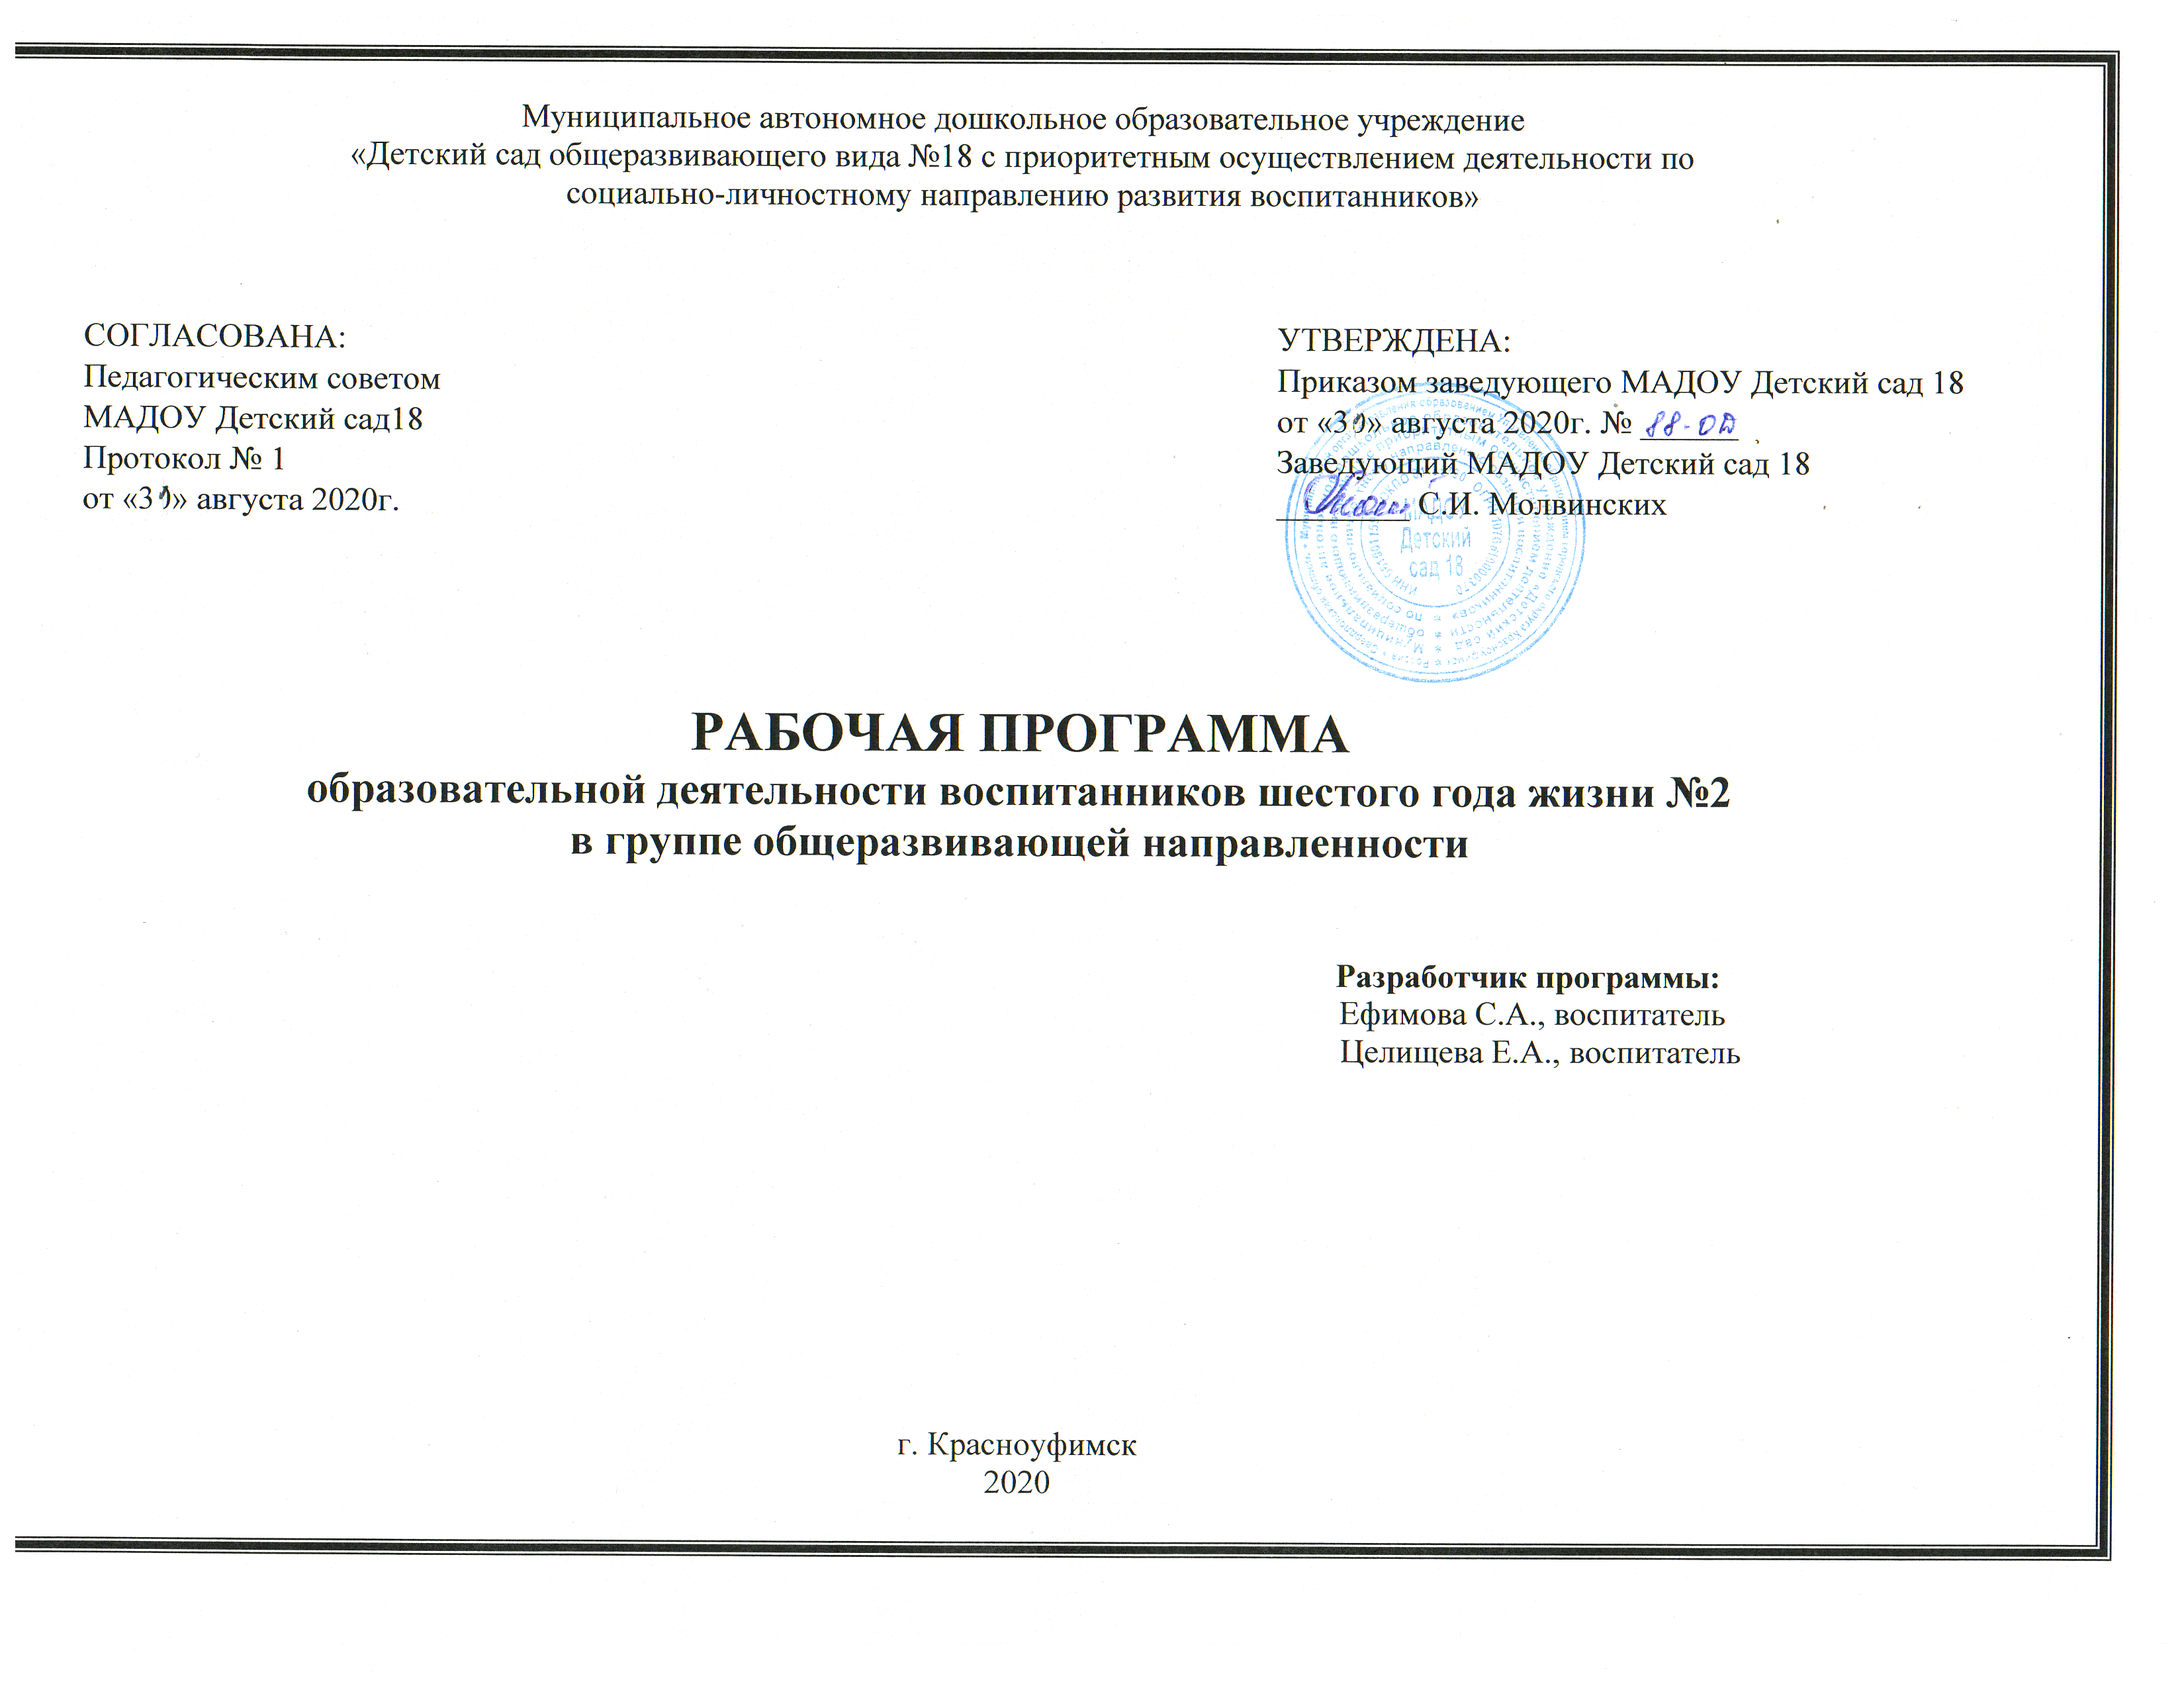 Муниципальное автономное дошкольное образовательное учреждение
«Детский сад общеразвивающего вида №18 с приоритетным осуществлением деятельности по
социально-личностному направлению развития воспитанников»
СОГЛАСОВАНА:
Педагогическим советом
МАДОУ Детский сад18
Протокол № 1
от « » августа 2020г.
УТВЕРЖДЕНА:
Приказом заведующего МАДОУ Детский сад 18
от « » августа 2020г. № 88-ОД
Заведующий МАДОУ Детский сад 18
С.И. Молвинских
МАДОУ
Детский
сад 18
РАБОЧАЯ ПРОГРАММА
образовательной деятельности воспитанников шестого года жизни №2
в группе общеразвивающей направленности
Разработчик программы:
Ефимова С.А., воспитатель
Целищева Е.А., воспитатель
г. Красноуфимск
2020